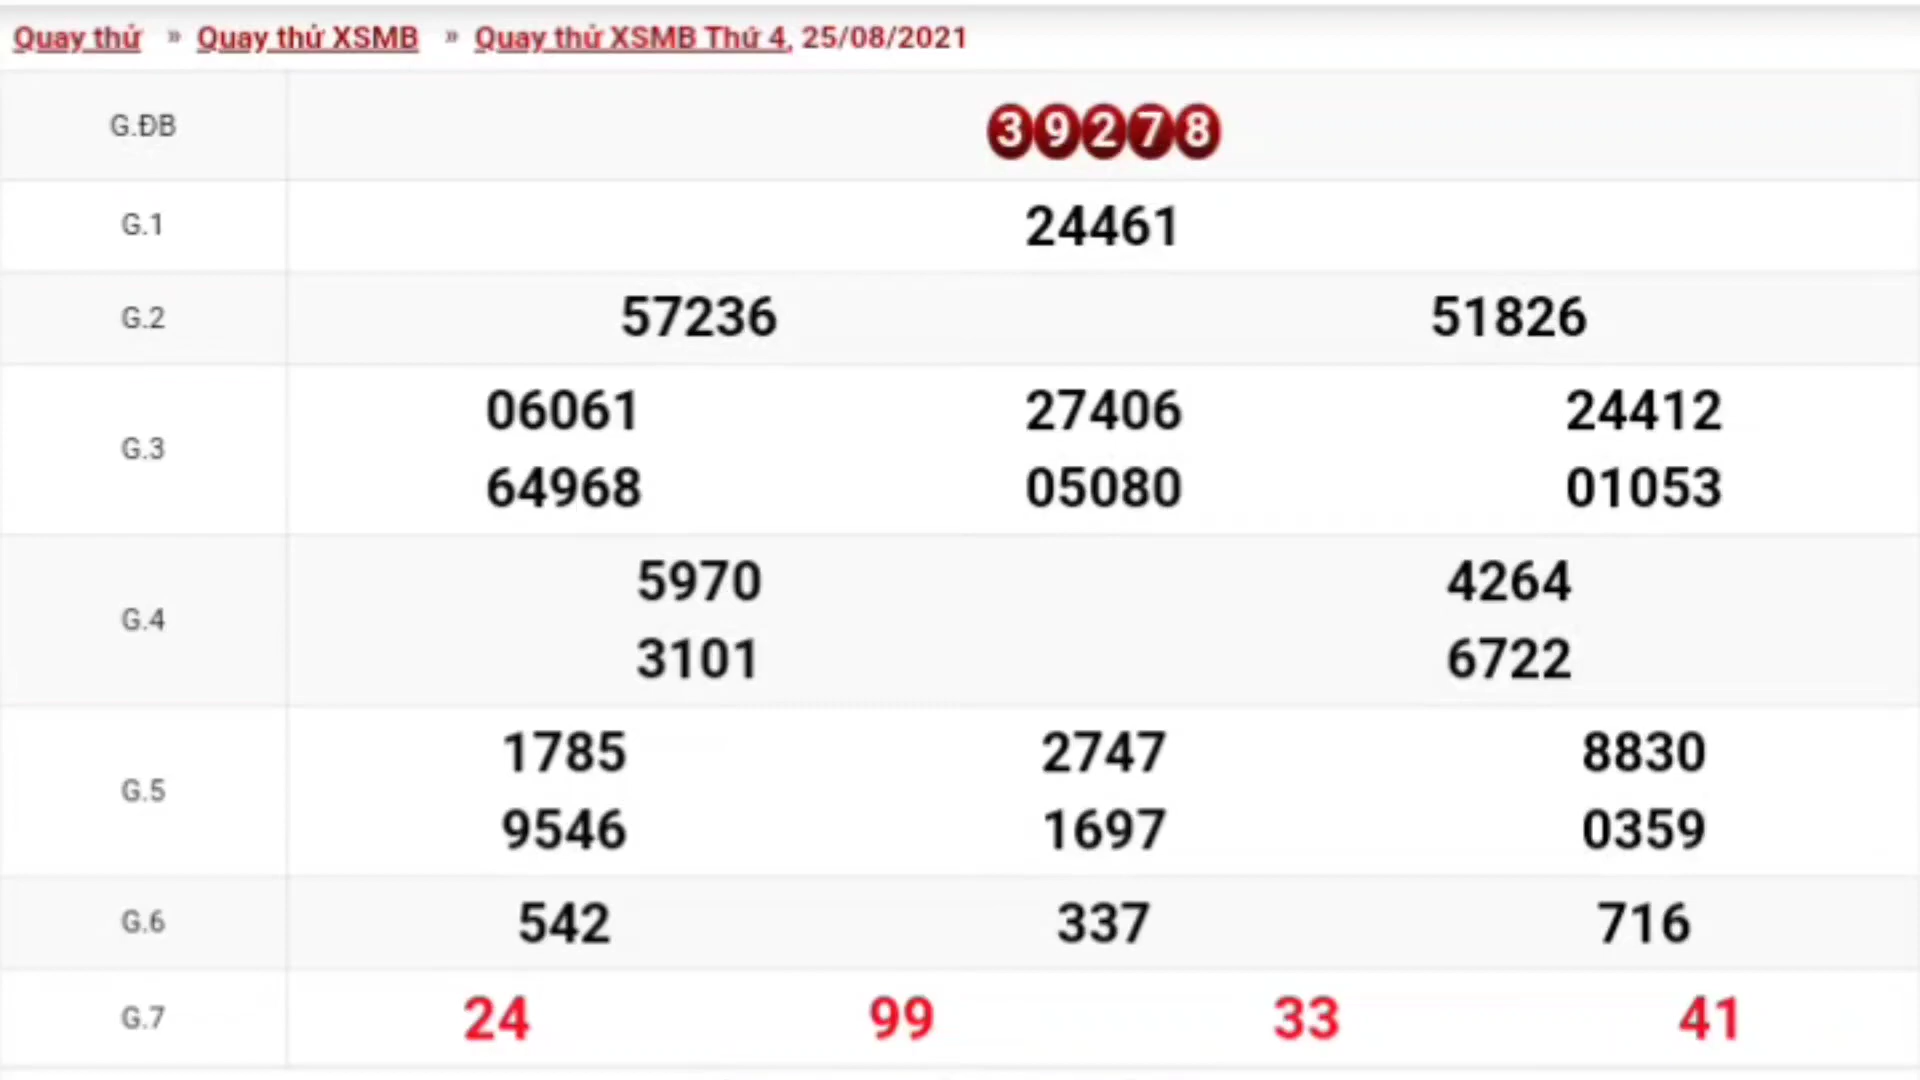 Quay thử » Quay thử XSMB » Quay thử XSMB Thứ 4, 25/08/2021
G.ĐB 39278
G.1 24461
G.2 57236 51826
G.3 06061 27406 24412
64968 05080 01053
G.4 5970 4264
3101 6722
G.5 1785 2747 8830
9546 1697 0359
G.6 542 337 716
G.7 24 99 33 41